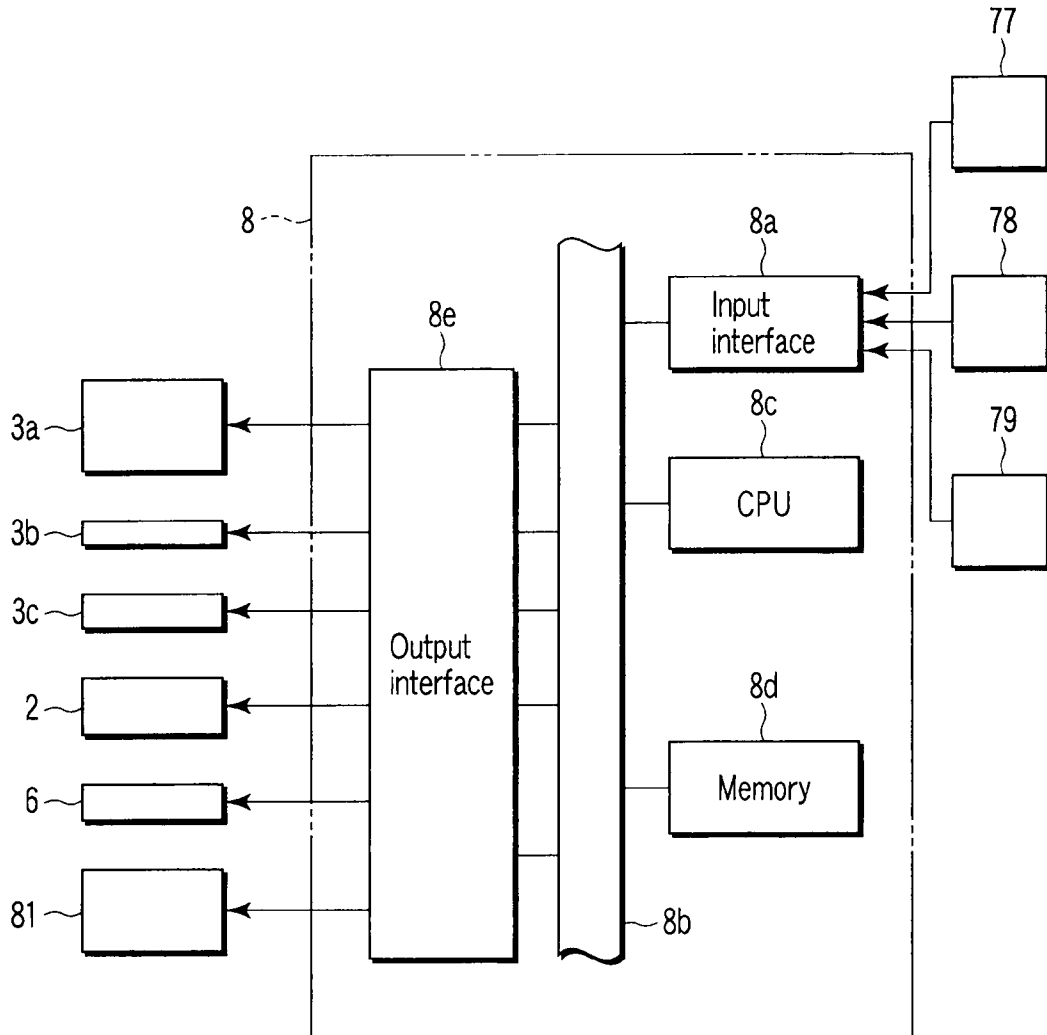 77
8
8a
78
Input
interface
8e
8c
79
3a
CPU
3b
3c
Output
interface
2
8d
Memory
6
81
8b